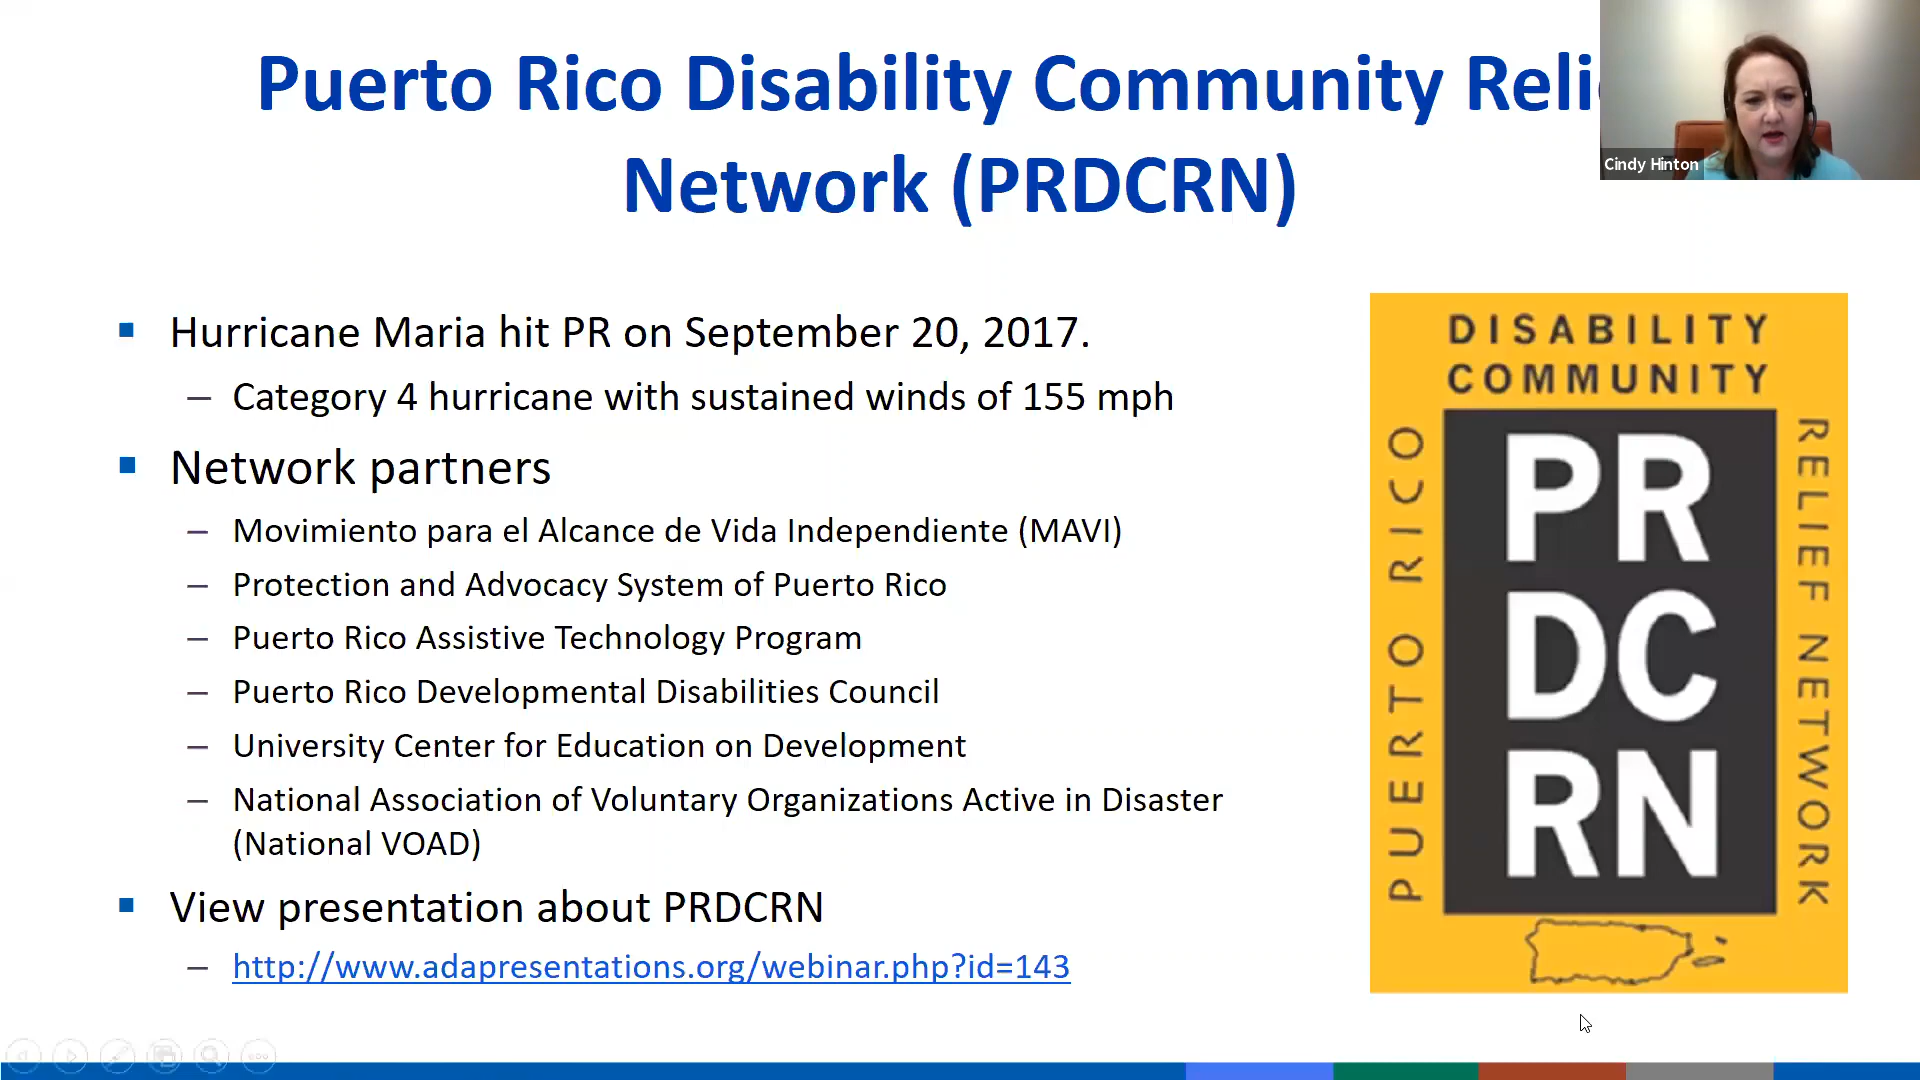 Puerto Rico Disability Community Relie
Network (PRDCRN)
Cindy Hinton
Hurricane Maria hit PR on September 20, 2017.
– Category 4 hurricane with sustained winds of 155 mph
Network partners
– Movimiento para el Alcance de Vida Independiente (MAVI)
– Protection and Advocacy System of Puerto Rico
– Puerto Rico Assistive Technology Program
– Puerto Rico Developmental Disabilities Council
– University Center for Education on Development
– National Association of Voluntary Organizations Active in Disaster
(National VOAD)
View presentation about PRDCRN
– http://www.adapresentations.org/webinar.php?id=143
DISABILITY
COMMUNITY
PUERTO RICO
PR
DC
RN
RELIEF NETWORK